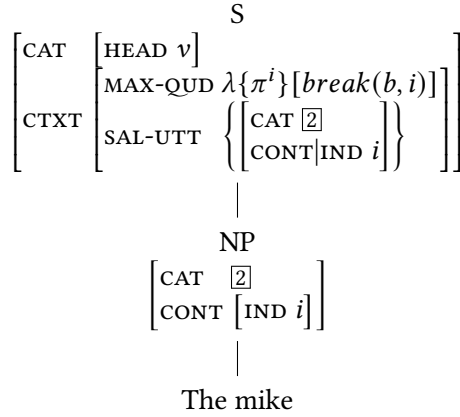 S
CAT [HEAD v]
MAX-QUD λ{π^i}[break(b, i)]
CTXT
SAL-UTT {[CAT 2
CONT|IND i]}
NP
CAT 2
CONT [IND i]
The mike